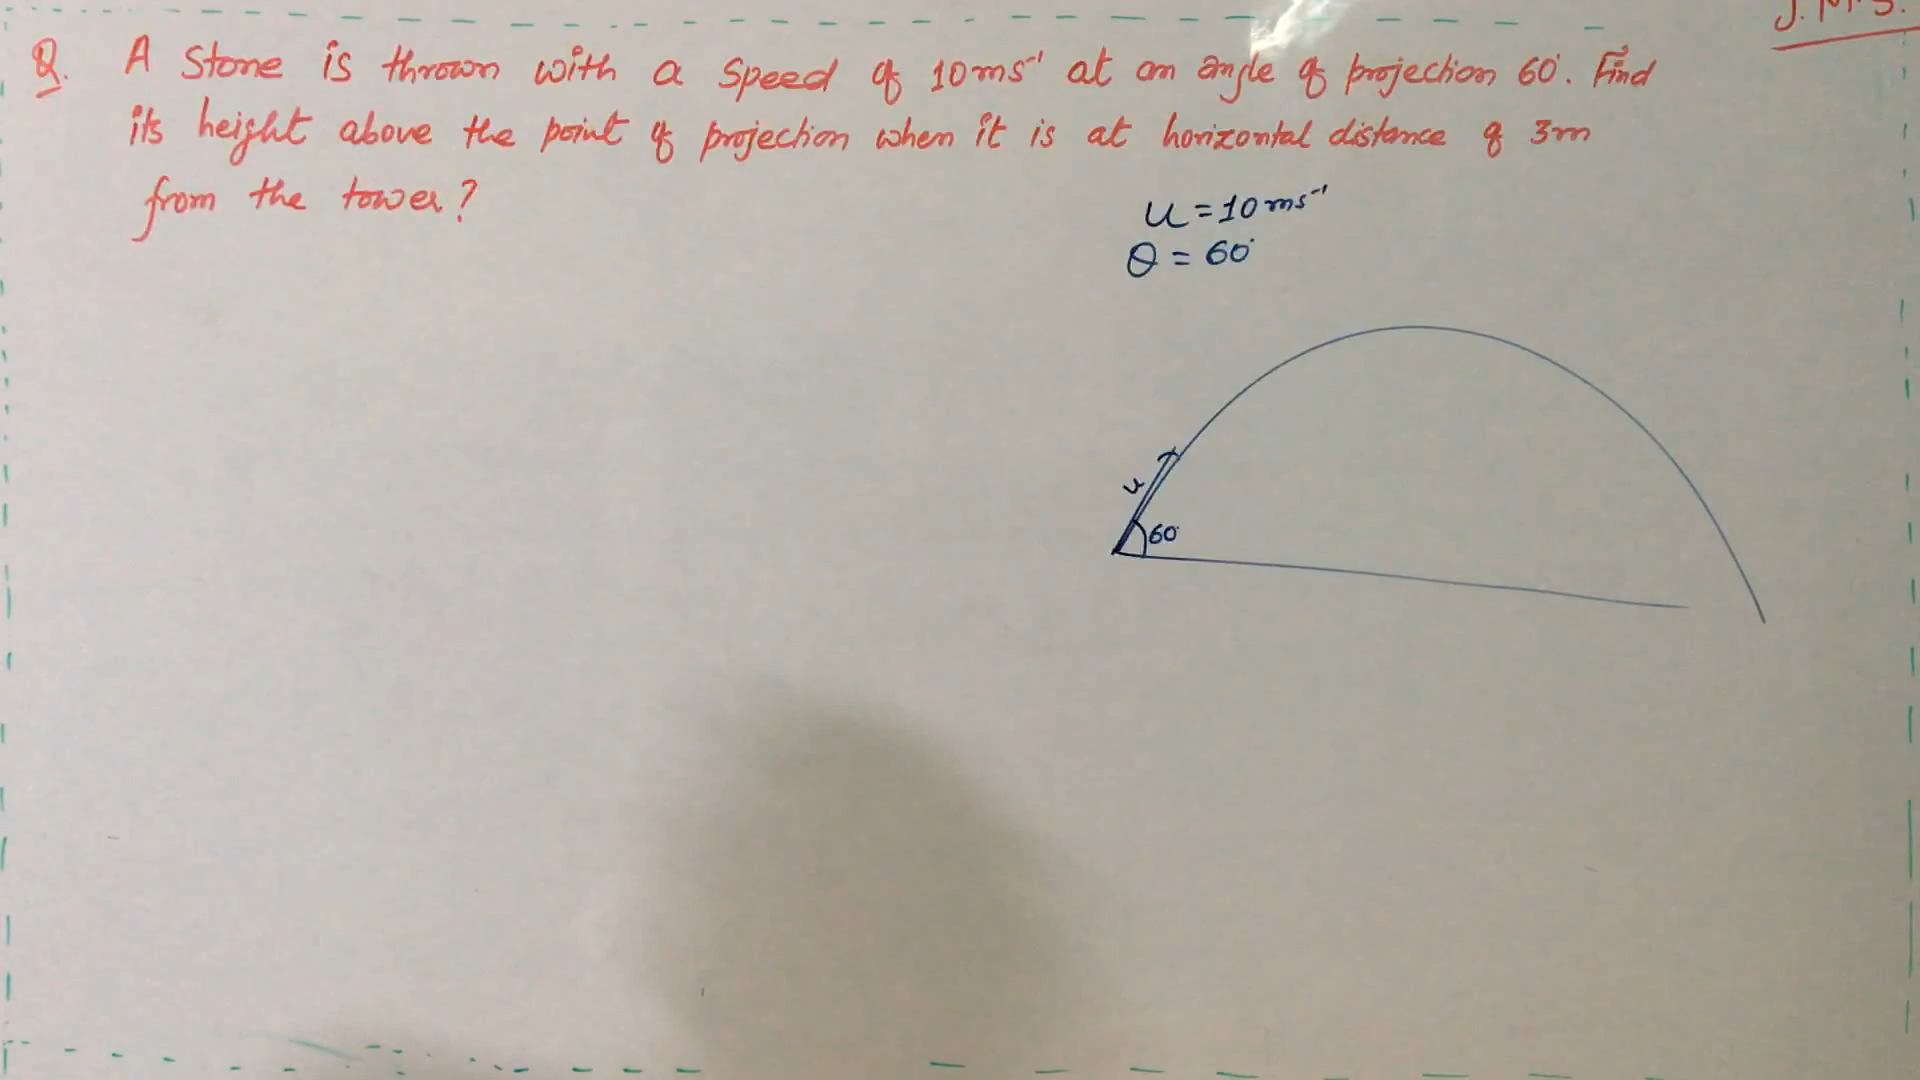 J.M.S.
Q. A Stone is thrown with a Speed of 10ms⁻¹ at an angle of projection 60°. Find
its height above the point of projection when it is at horizontal distance of 3m
from the tower?
u = 10ms⁻¹
θ = 60°
u
60°